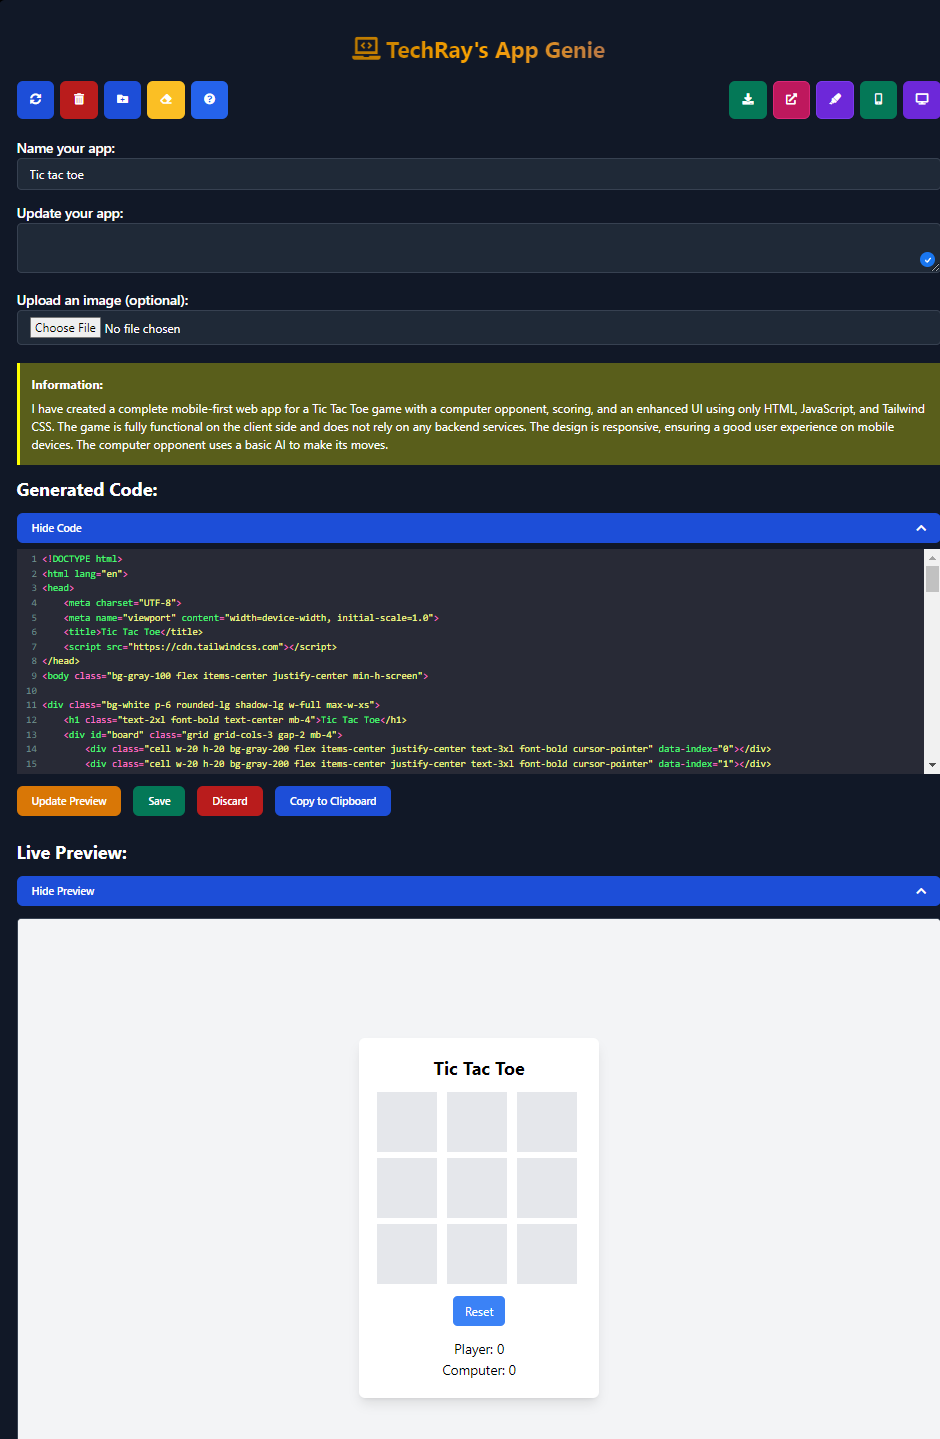 TechRay's App Genie
Name your app:
Tic tac toe
Update your app:
Upload an image (optional):
Choose File No file chosen
Information:
I have created a complete mobile-first web app for a Tic Tac Toe game with a computer opponent, scoring, and an enhanced UI using only HTML, JavaScript, and Tailwind
CSS. The game is fully functional on the client side and does not rely on any backend services. The design is responsive, ensuring a good user experience on mobile
devices. The computer opponent uses a basic AI to make its moves.
Generated Code:
Hide Code
1 <!DOCTYPE html>
2 <html lang="en">
3 <head>
4     <meta charset="UTF-8">
5     <meta name="viewport" content="width=device-width, initial-scale=1.0">
6     <title>Tic Tac Toe</title>
7     <script src="https://cdn.tailwindcss.com"></script>
8 </head>
9 <body class="bg-gray-100 flex items-center justify-center min-h-screen">
10
11 <div class="bg-white p-6 rounded-lg shadow-lg w-full max-w-xs">
12     <h1 class="text-2xl font-bold text-center mb-4">Tic Tac Toe</h1>
13     <div id="board" class="grid grid-cols-3 gap-2 mb-4">
14         <div class="cell w-20 h-20 bg-gray-200 flex items-center justify-center text-3xl font-bold cursor-pointer" data-index="0"></div>
15         <div class="cell w-20 h-20 bg-gray-200 flex items-center justify-center text-3xl font-bold cursor-pointer" data-index="1"></div>
Update Preview Save Discard Copy to Clipboard
Live Preview:
Hide Preview
Tic Tac Toe
Reset
Player: 0
Computer: 0